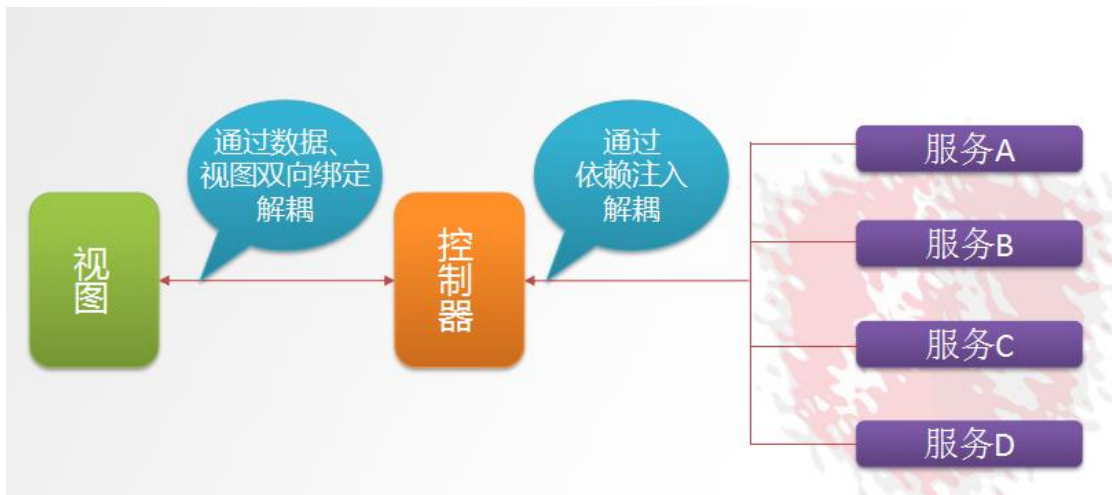 通过数据、
视图双向绑定
解耦
通过
依赖注入
解耦
视
图
控
制
器
服务A
服务B
服务C
服务D